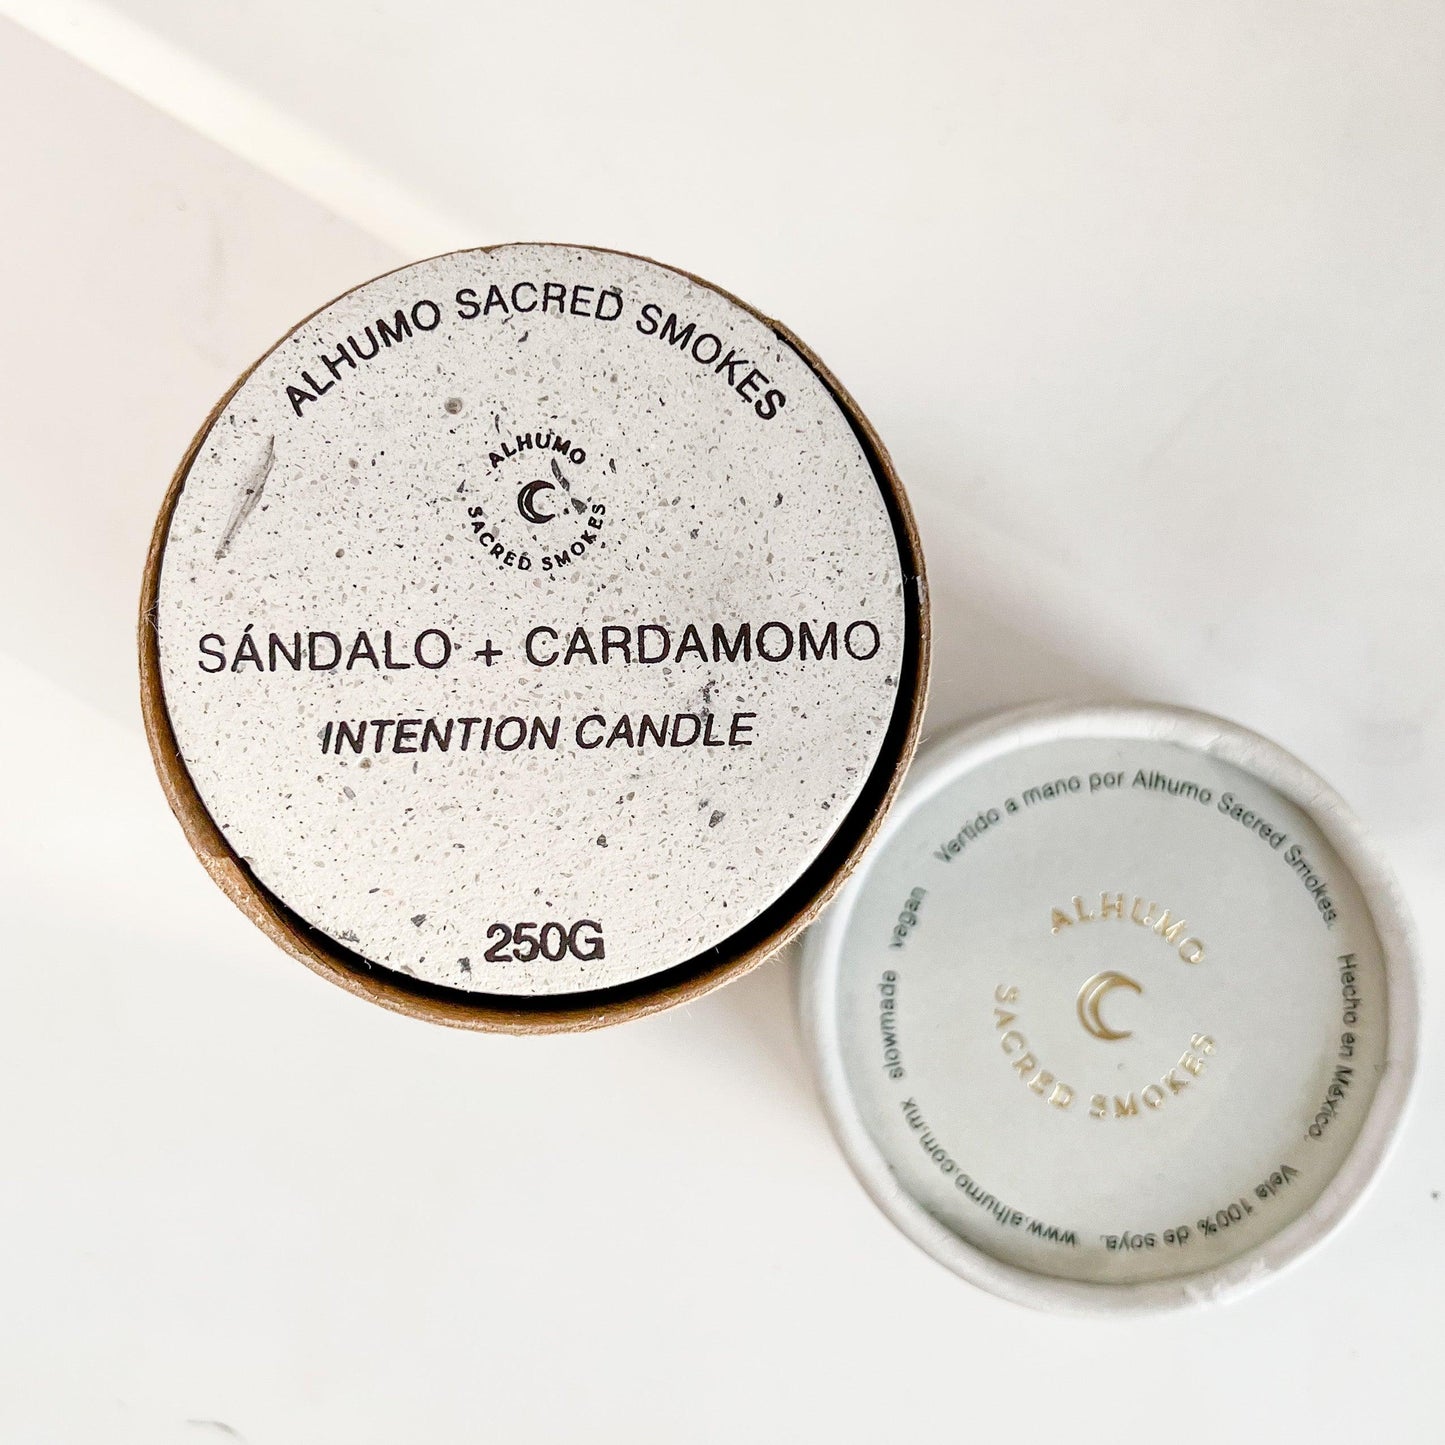 ALHUMO SACRED SMOKES
ALHUMO
SACRED SMOKES
SÁNDALO + CARDAMOMO
INTENTION CANDLE
250G
Vertido a mano por Alhumo Sacred Smokes.
Hecho en México.
Vela 100% de soya.
www.alhumo.com.mx
slowmade
vegan
ALHUMO
SACRED SMOKES